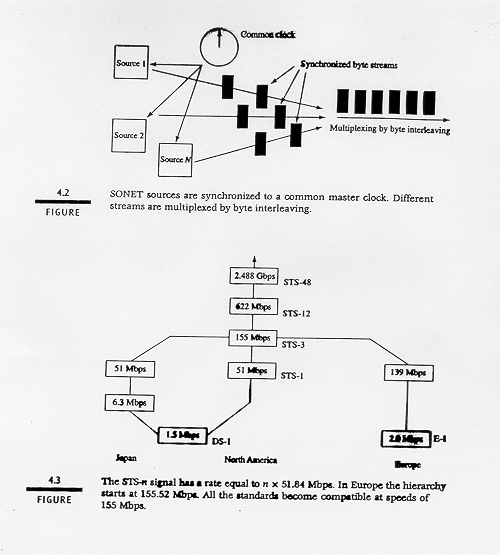 Common clock
Source 1
Synchronized byte streams
Multiplexing by byte interleaving
Source 2
Source N
4.2
FIGURE
SONET sources are synchronized to a common master clock. Different
streams are multiplexed by byte interleaving.
2.488 Gbps
STS-48
622 Mbps
STS-12
155 Mbps
STS-3
51 Mbps
51 Mbps
STS-1
139 Mbps
6.3 Mbps
1.5 Mbps
DS-1
2.0 Mbps
E-1
Japan
North America
Europe
4.3
FIGURE
The STS-n signal has a rate equal to n × 51.84 Mbps. In Europe the hierarchy
starts at 155.52 Mbps. All the standards become compatible at speeds of
155 Mbps.